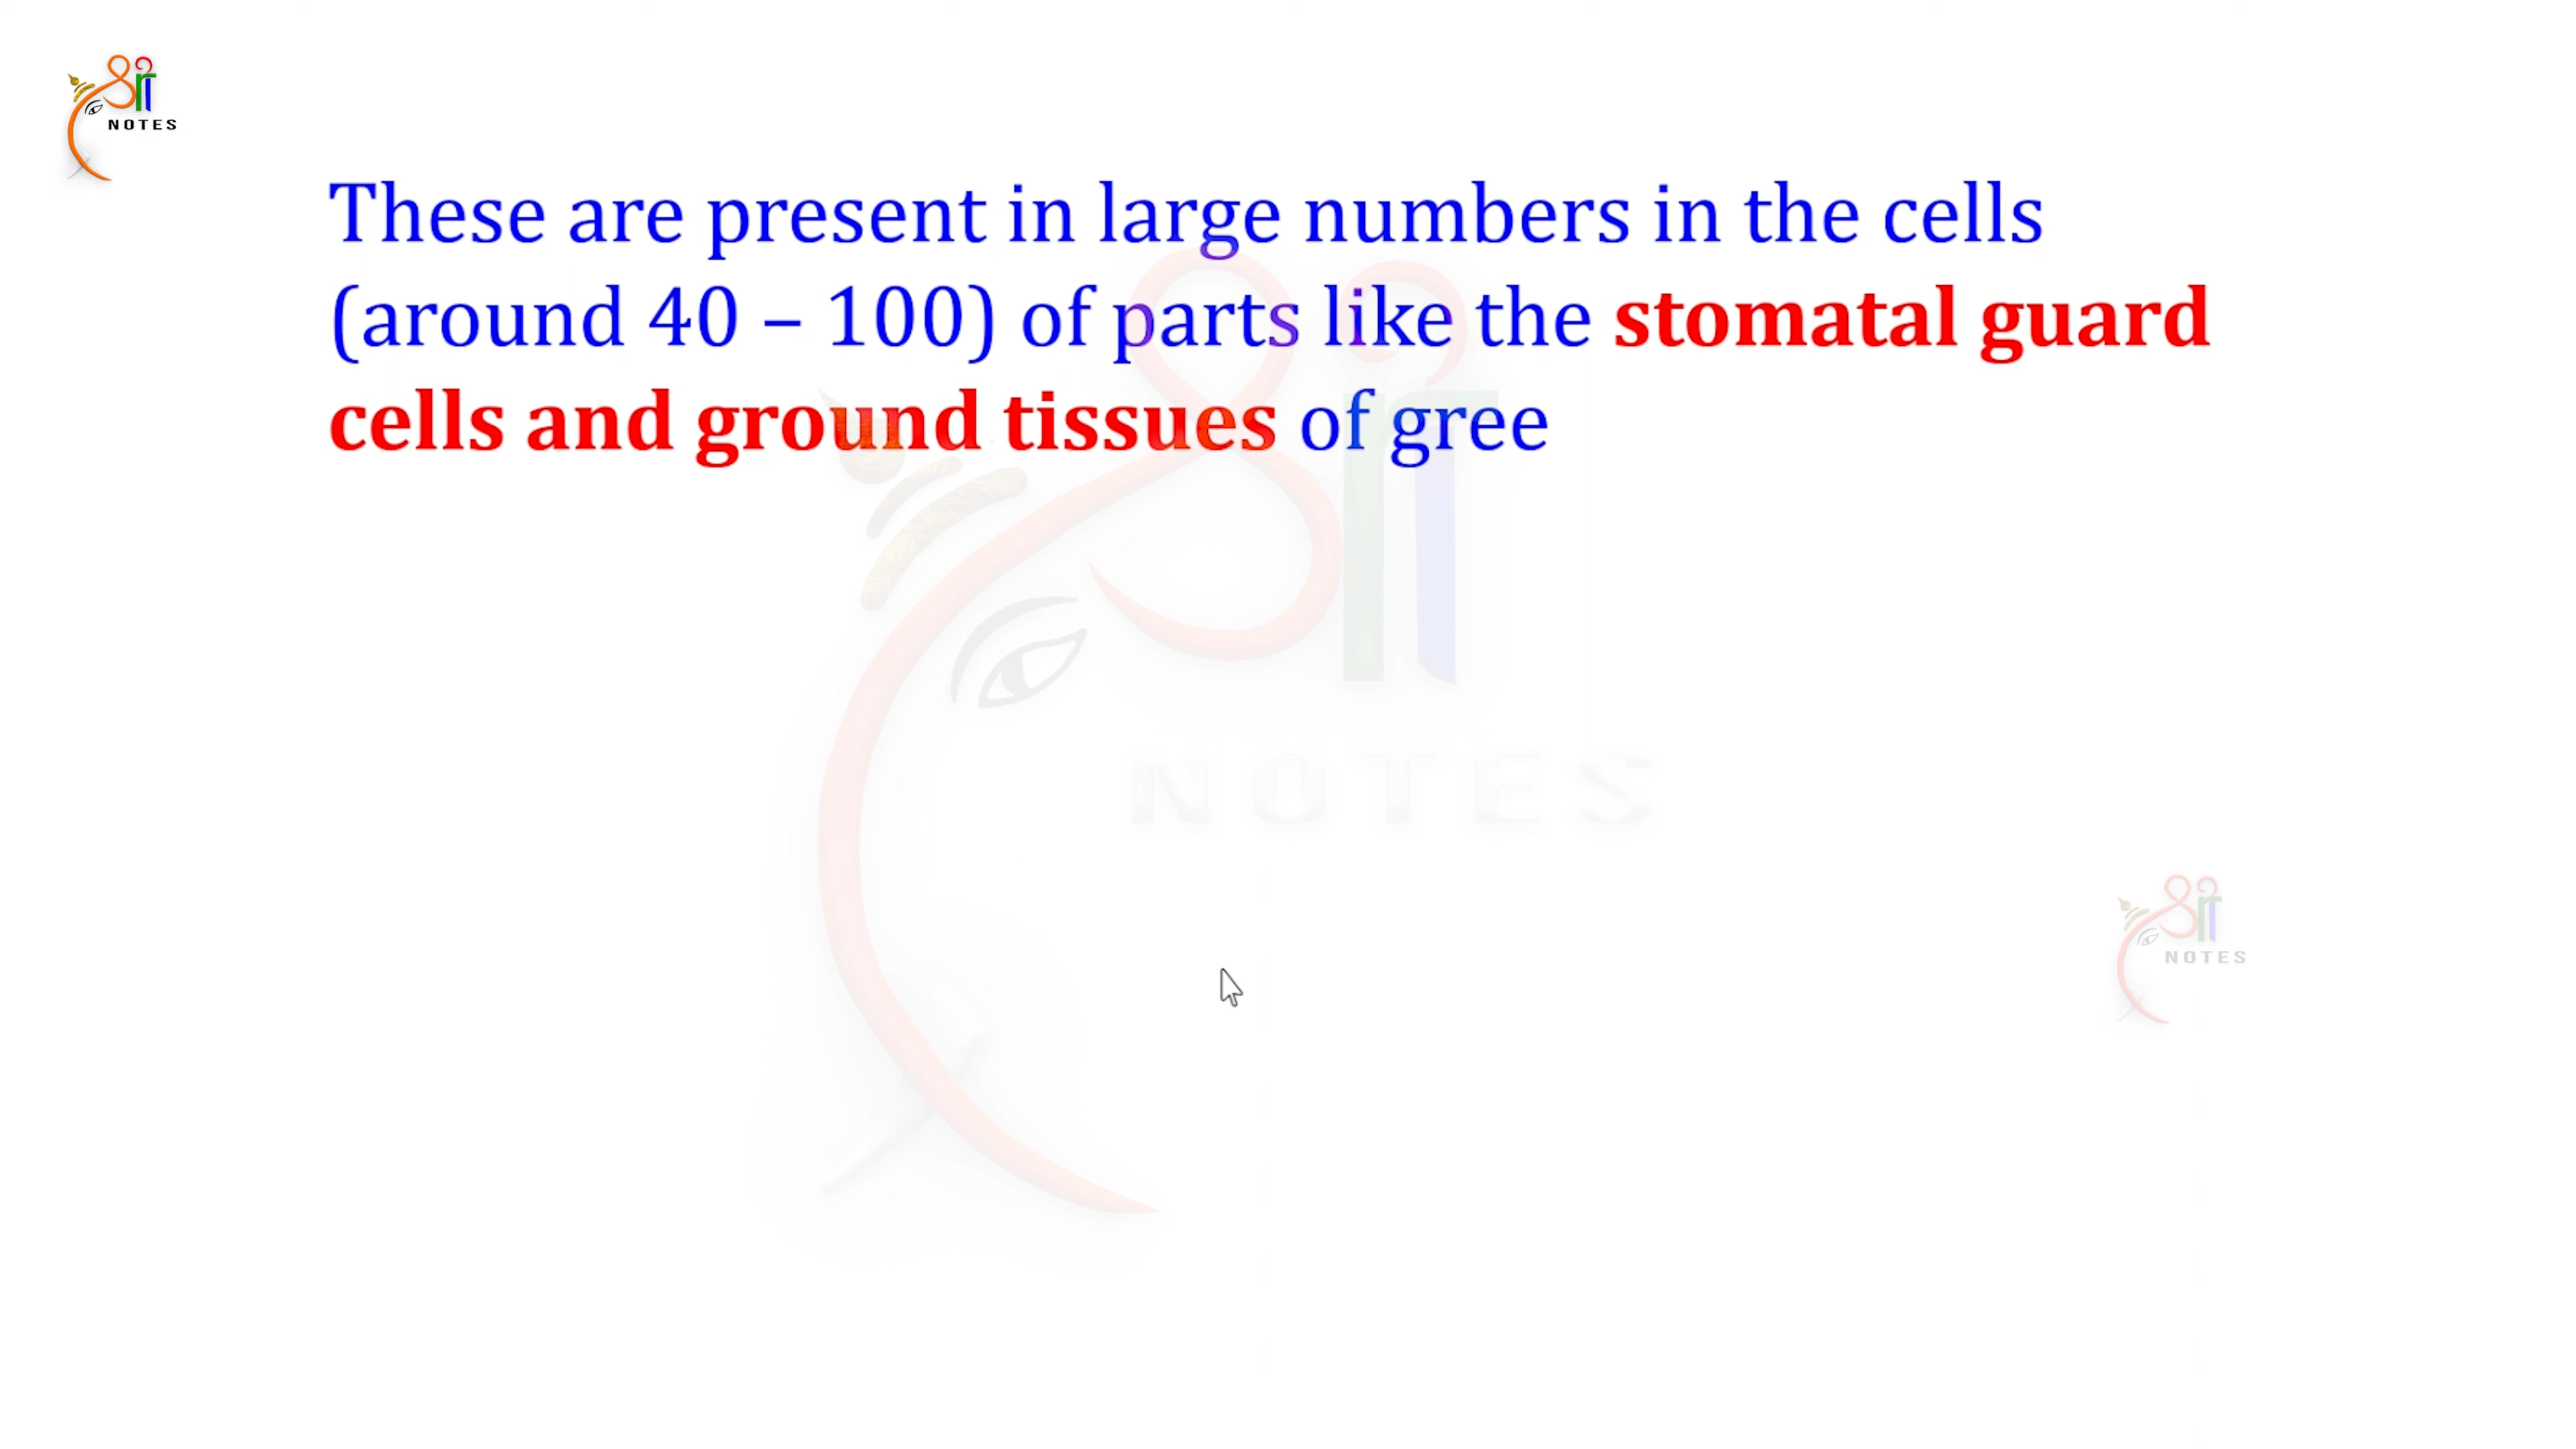 श्री
NOTES
These are present in large numbers in the cells
(around 40 – 100) of parts like the stomatal guard
cells and ground tissues of gree
श्री
NOTES
श्री
NOTES